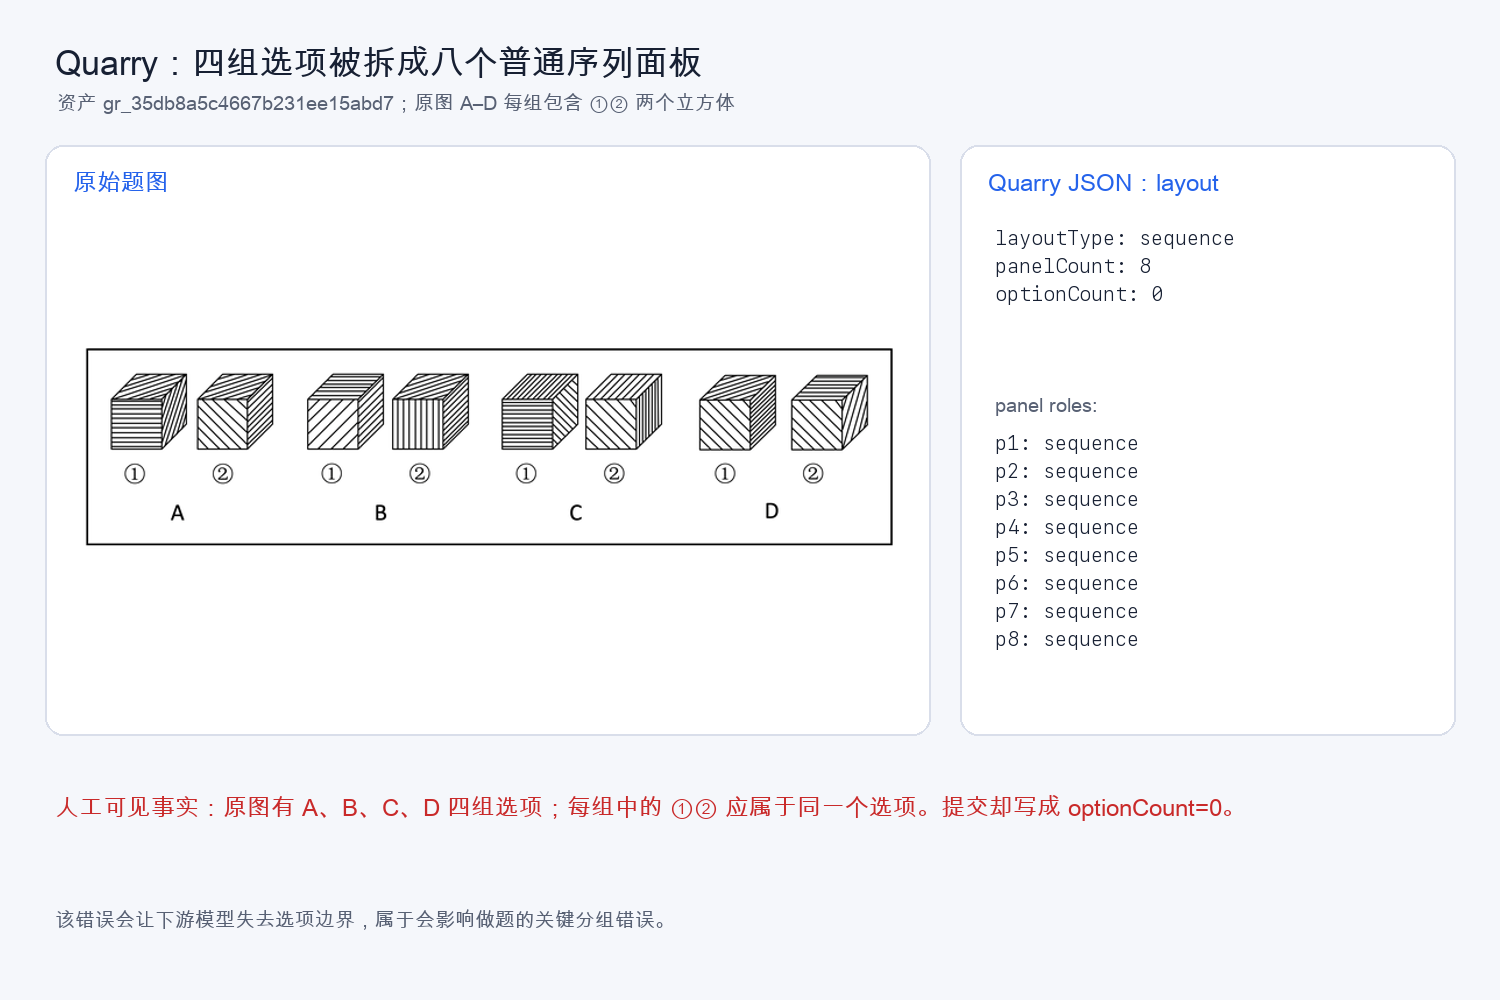 Quarry：四组选项被拆成八个普通序列面板
资产 gr_35db8a5c4667b231ee15abd7；原图 A–D 每组包含 ①② 两个立方体
原始题图
① ② ① ② ① ② ① ②
A B C D
Quarry JSON：layout
layoutType: sequence
panelCount: 8
optionCount: 0
panel roles:
p1: sequence
p2: sequence
p3: sequence
p4: sequence
p5: sequence
p6: sequence
p7: sequence
p8: sequence
人工可见事实：原图有 A、B、C、D 四组选项；每组中的 ①② 应属于同一个选项。提交却写成 optionCount=0。
该错误会让下游模型失去选项边界，属于会影响做题的关键分组错误。